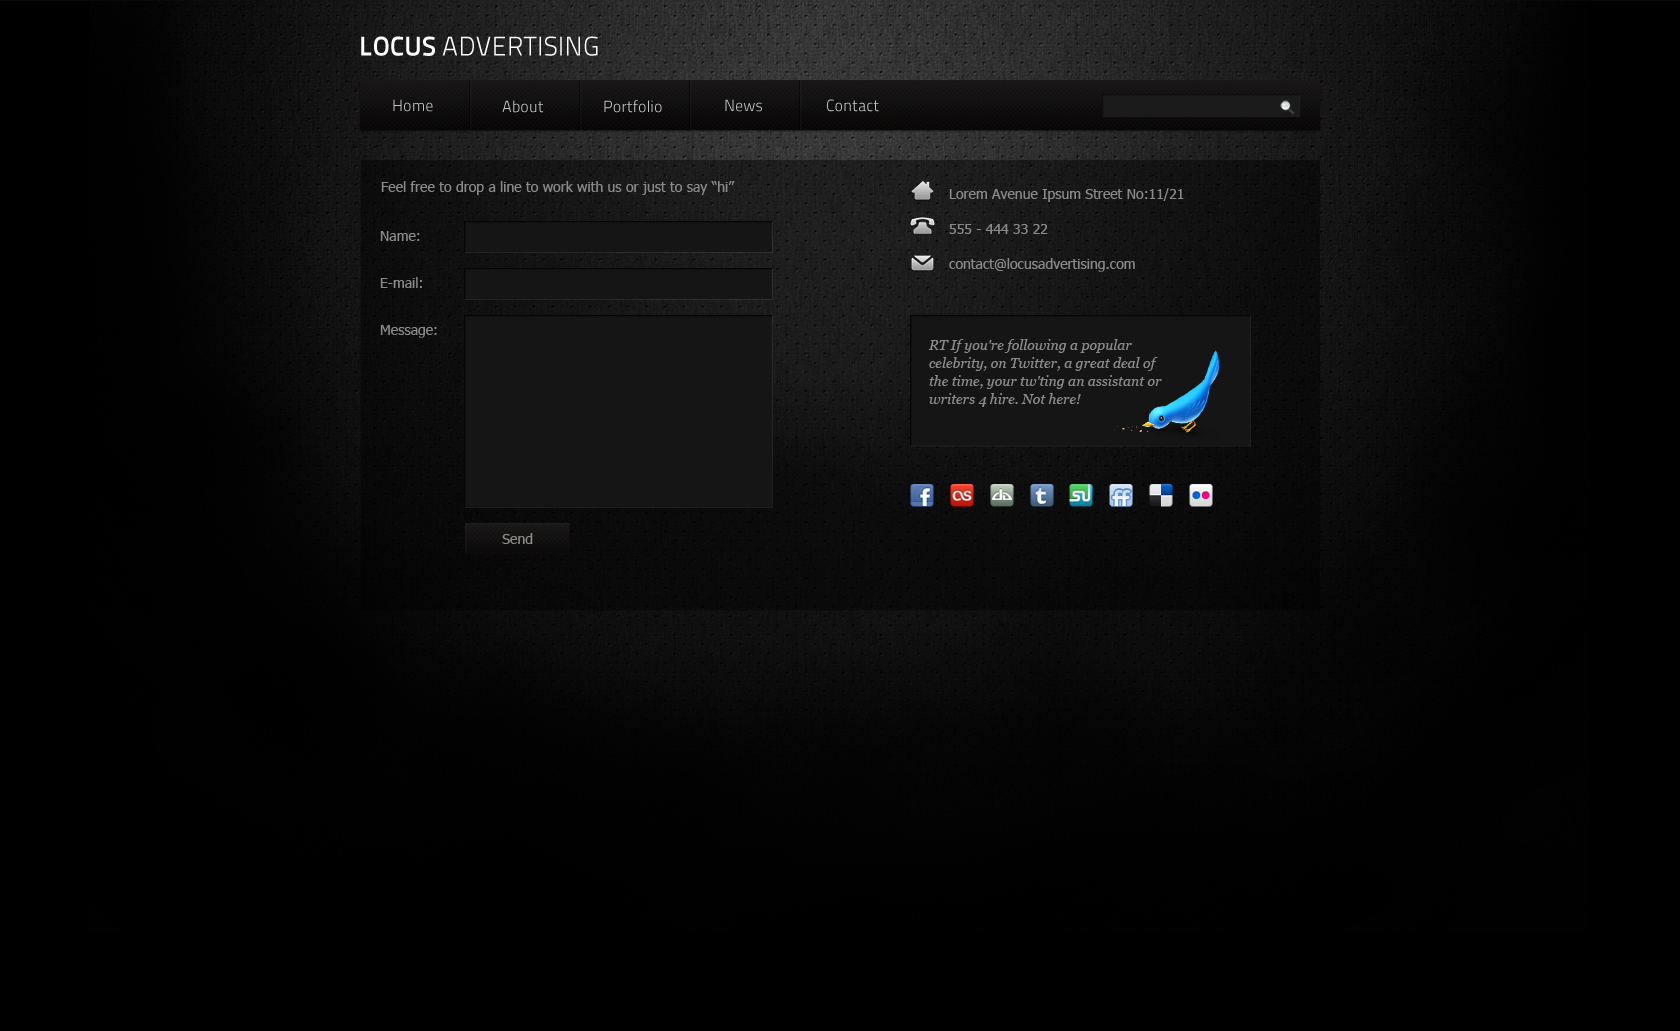 LOCUS ADVERTISING
Home
About
Portfolio
News
Contact
Feel free to drop a line to work with us or just to say “hi”
Name:
E-mail:
Message:
Send
Lorem Avenue Ipsum Street No:11/21
555 - 444 33 22
contact@locusadvertising.com
RT If you're following a popular
celebrity, on Twitter, a great deal of
the time, your tw'ting an assistant or
writers 4 hire. Not here!